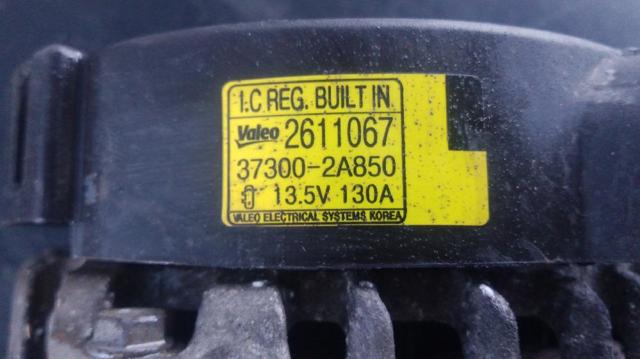 I.C REG. BUILT IN
Valeo 2611067
37300-2A850
13.5V 130A
VALEO ELECTRICAL SYSTEMS KOREA